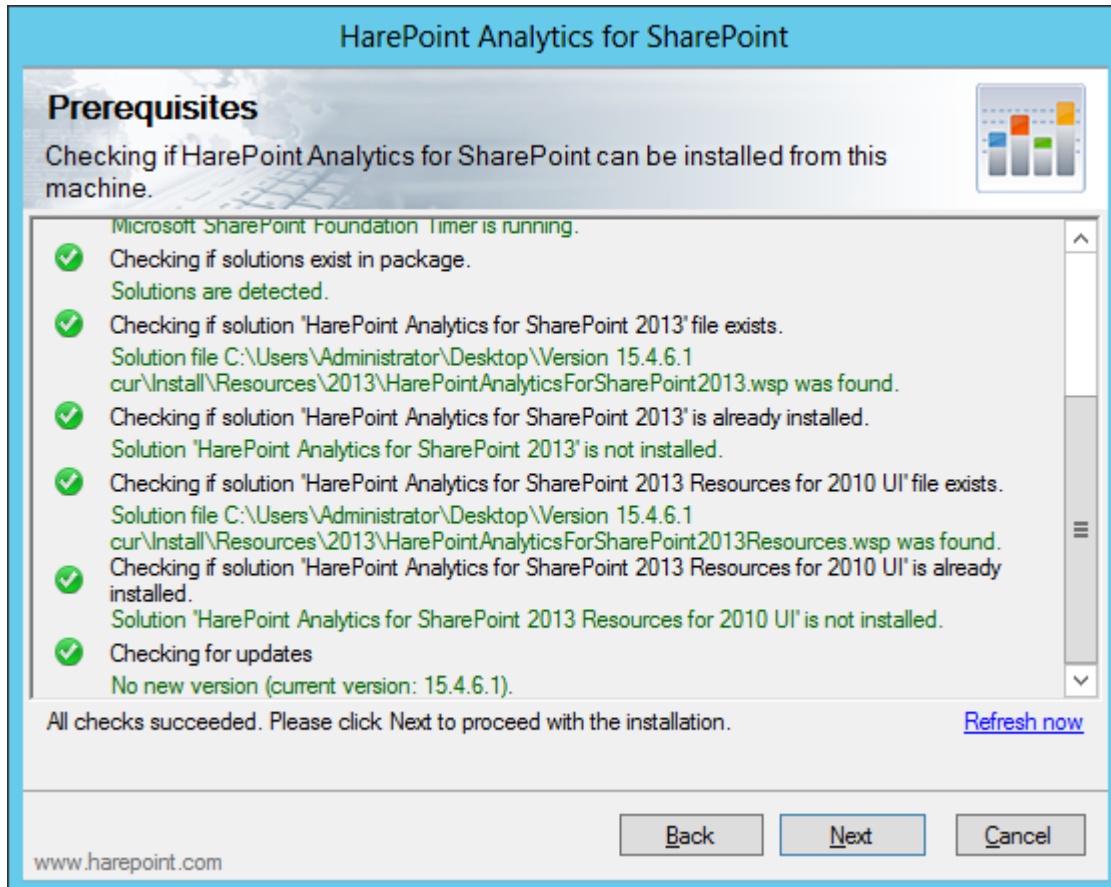 HarePoint Analytics for SharePoint
Prerequisites
Checking if HarePoint Analytics for SharePoint can be installed from this
machine.
Microsoft SharePoint Foundation Timer is running.
Checking if solutions exist in package.
Solutions are detected.
Checking if solution "HarePoint Analytics for SharePoint 2013" file exists.
Solution file C:\Users\Administrator\Desktop\Version 15.4.6.1
cur\Install\Resources\2013\HarePointAnalyticsForSharePoint2013.wsp was found.
Checking if solution "HarePoint Analytics for SharePoint 2013" is already installed.
Solution "HarePoint Analytics for SharePoint 2013" is not installed.
Checking if solution "HarePoint Analytics for SharePoint 2013 Resources for 2010 UI" file exists.
Solution file C:\Users\Administrator\Desktop\Version 15.4.6.1
cur\Install\Resources\2013\HarePointAnalyticsForSharePoint2013Resources.wsp was found.
Checking if solution "HarePoint Analytics for SharePoint 2013 Resources for 2010 UI" is already
installed.
Solution "HarePoint Analytics for SharePoint 2013 Resources for 2010 UI" is not installed.
Checking for updates
No new version (current version: 15.4.6.1).
All checks succeeded. Please click Next to proceed with the installation.
Refresh now
Back
Next
Cancel
www.harepoint.com